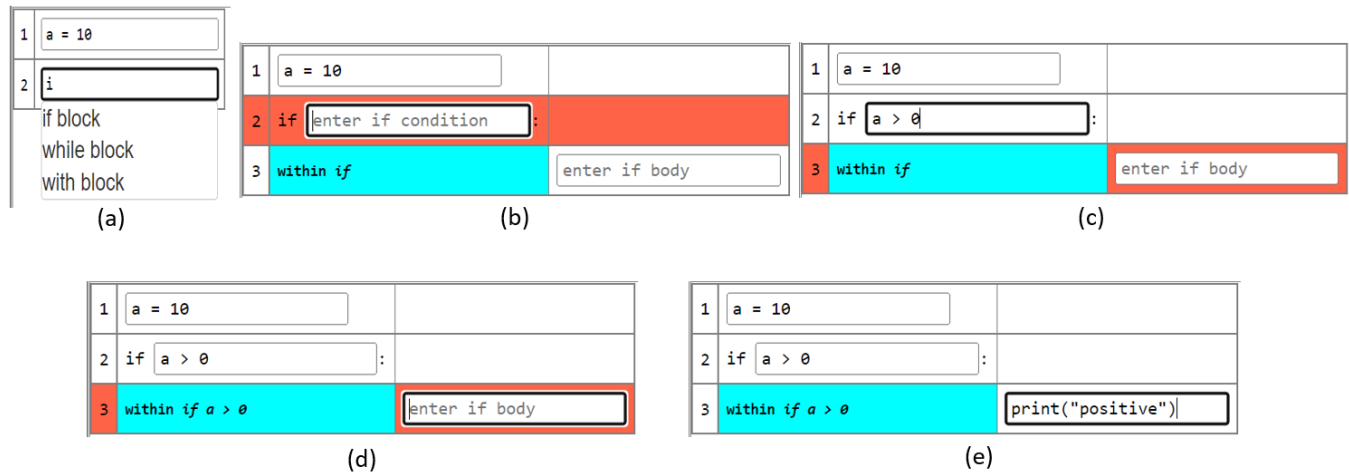 1 a = 10
2 i
if block
while block
with block
(a)
1 a = 10
2 if enter if condition :
3 within if enter if body
(b)
1 a = 10
2 if a > 0 :
3 within if enter if body
(c)
1 a = 10
2 if a > 0 :
3 within if a > 0 enter if body
(d)
1 a = 10
2 if a > 0 :
3 within if a > 0 print("positive")
(e)